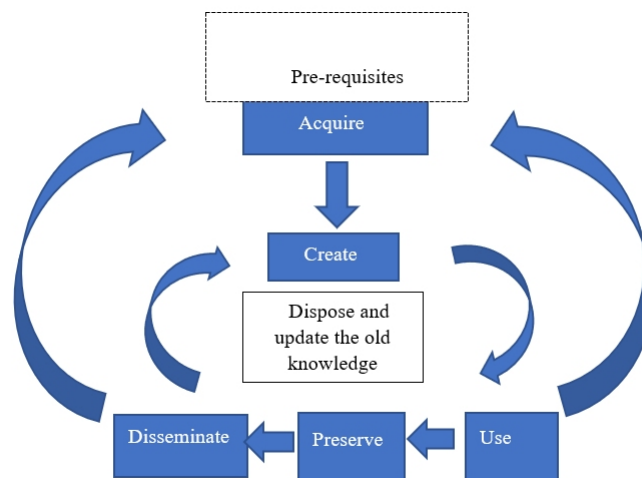 Pre-requisites
Acquire
Create
Dispose and
update the old
knowledge
Disseminate
Preserve
Use